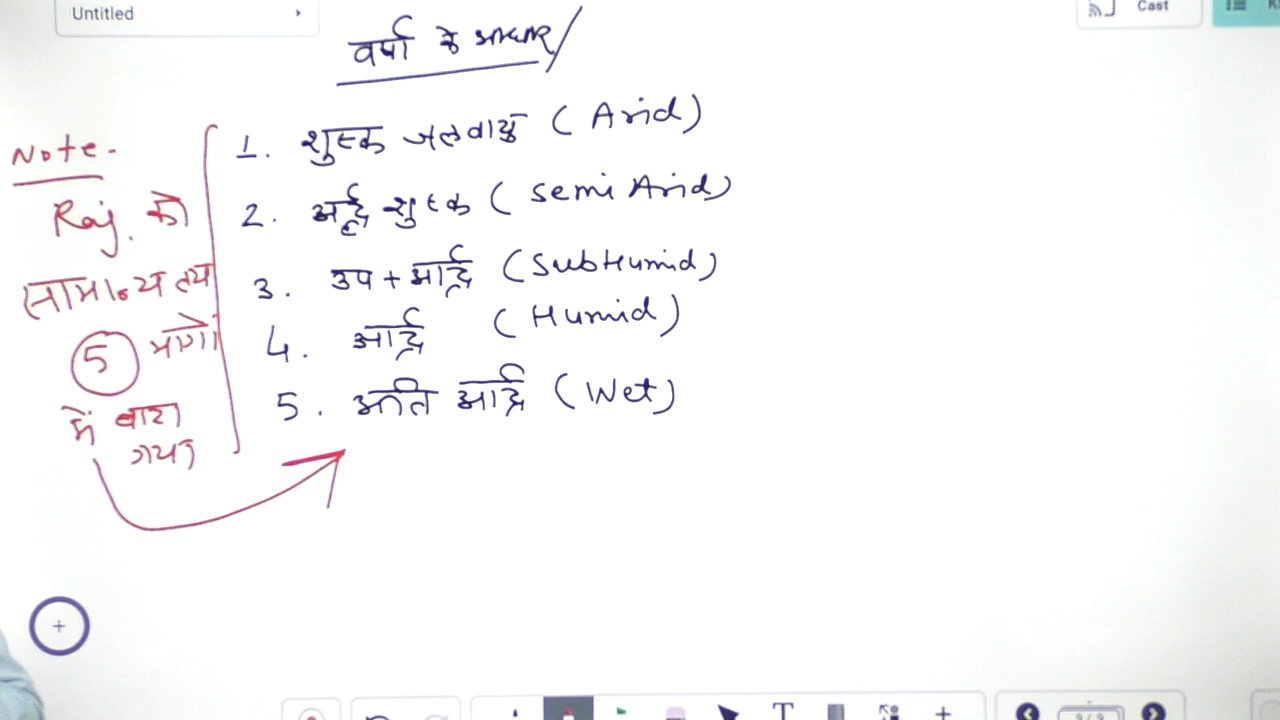 Untitled
Cast
वर्षा के आधार/
Note.
Raj. को
सामान्य तय
5 भागों
में बाटा
गया
1. शुष्क जलवायु (Arid)
2. अर्द्ध शुष्क (Semi Arid)
3. उप + आर्द्र (SubHumid)
4. आर्द्र (Humid)
5. अति आर्द्र (Wet)
T